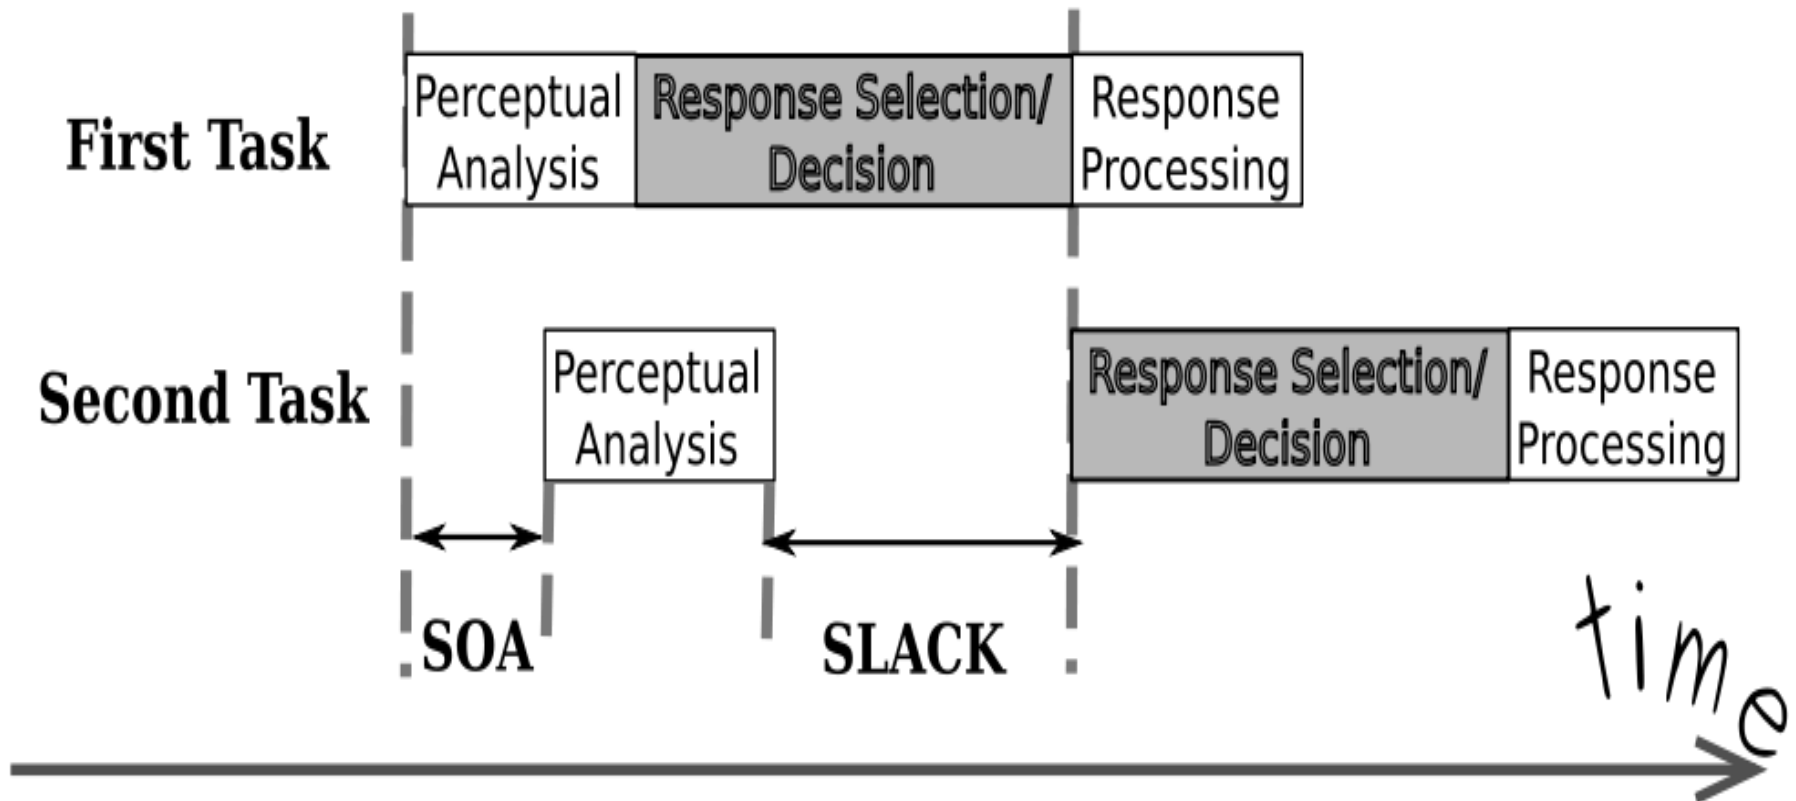 First Task
Perceptual
Analysis
Response Selection/
Decision
Response
Processing
Second Task
Perceptual
Analysis
Response Selection/
Decision
Response
Processing
SOA
SLACK
time